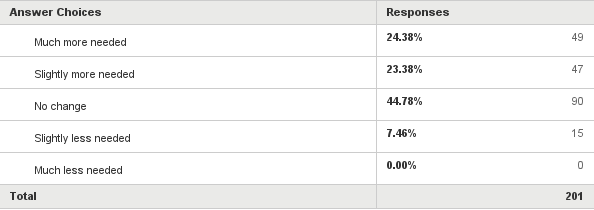 Answer Choices Responses
Much more needed 24.38% 49
Slightly more needed 23.38% 47
No change 44.78% 90
Slightly less needed 7.46% 15
Much less needed 0.00% 0
Total 201